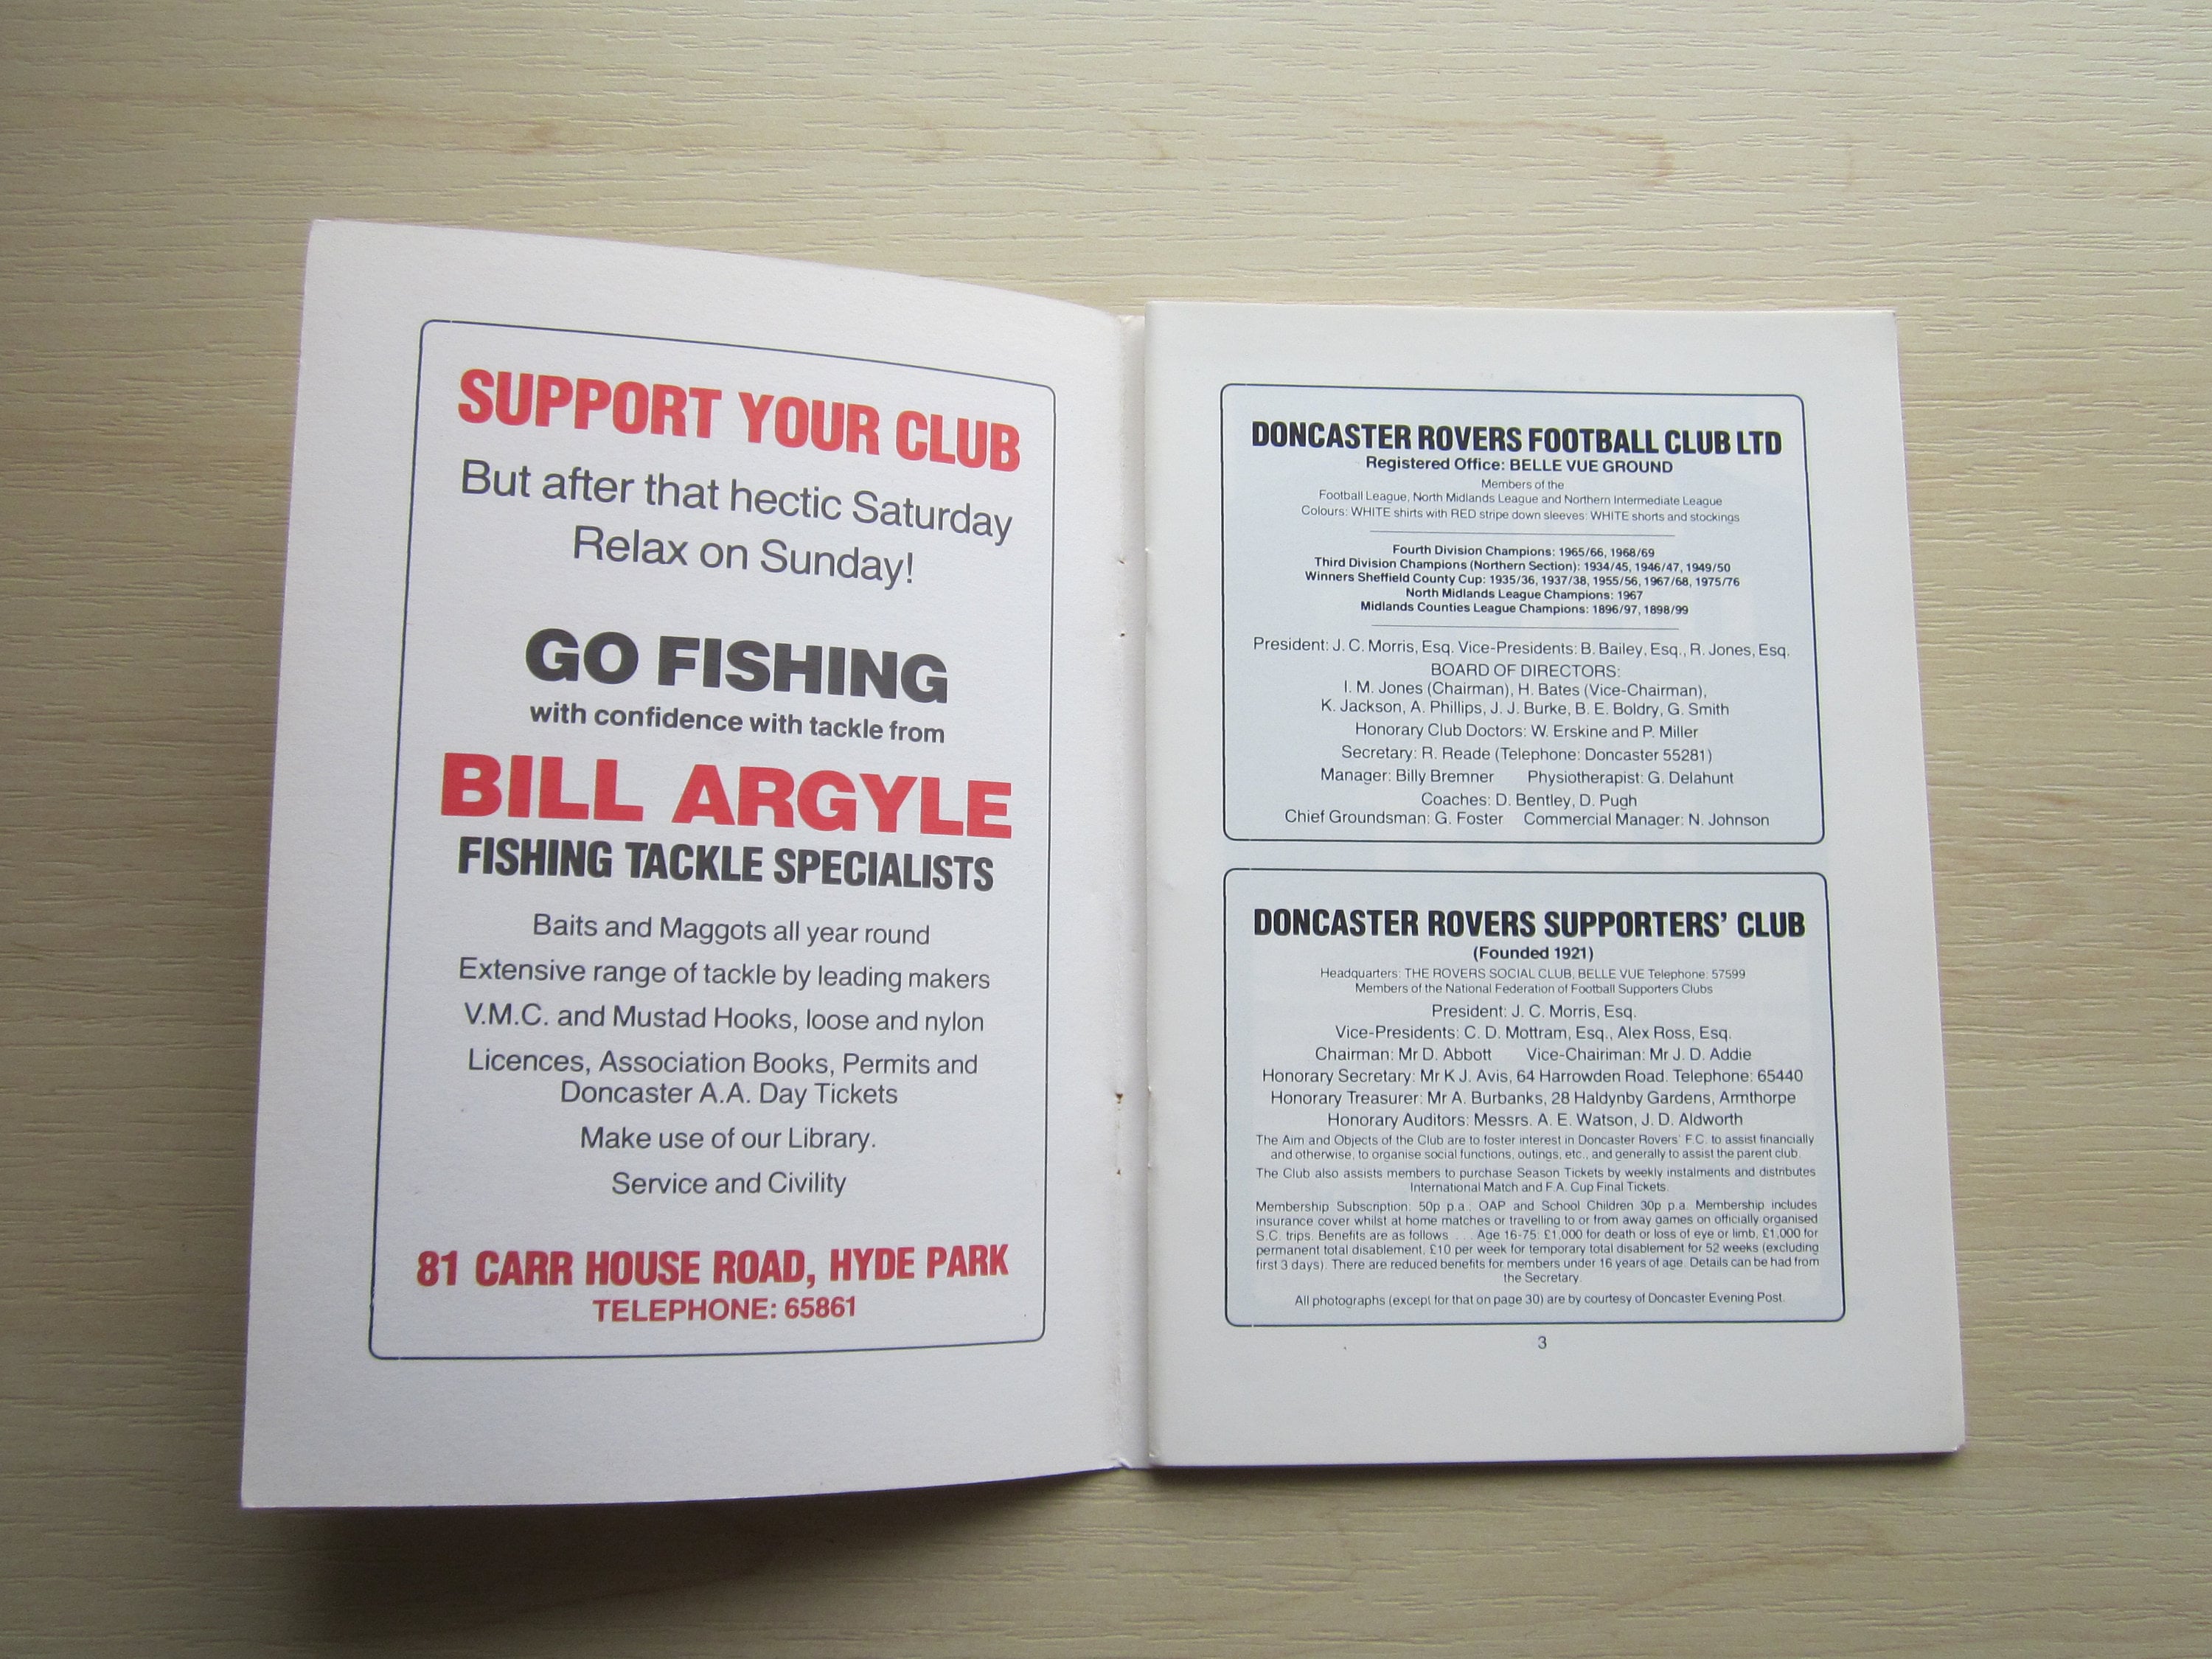 SUPPORT YOUR CLUB
But after that hectic Saturday
Relax on Sunday!
GO FISHING
with confidence with tackle from
BILL ARGYLE
FISHING TACKLE SPECIALISTS
Baits and Maggots all year round
Extensive range of tackle by leading makers
V.M.C. and Mustad Hooks, loose and nylon
Licences, Association Books, Permits and
Doncaster A.A. Day Tickets
Make use of our Library.
Service and Civility
81 CARR HOUSE ROAD, HYDE PARK
TELEPHONE: 65861
DONCASTER ROVERS FOOTBALL CLUB LTD
Registered Office: BELLE VUE GROUND
Members of the
Football League, North Midlands League and Northern Intermediate League
Colours: WHITE shirts with RED stripe down sleeves: WHITE shorts and stockings
Fourth Division Champions: 1965/66, 1968/69
Third Division Champions (Northern Section): 1934/45, 1946/47, 1949/50
Winners Sheffield County Cup: 1935/36, 1937/38, 1955/56, 1967/68, 1975/76
North Midlands League Champions: 1967
Midlands Counties League Champions: 1896/97, 1898/99
President: J. C. Morris, Esq. Vice-Presidents: B. Bailey, Esq., R. Jones, Esq.
BOARD OF DIRECTORS:
I. M. Jones (Chairman), H. Bates (Vice-Chairman),
K. Jackson, A. Phillips, J. J. Burke, B. E. Boldry, G. Smith
Honorary Club Doctors: W. Erskine and P. Miller
Secretary: R. Reade (Telephone: Doncaster 55281)
Manager: Billy Bremner Physiotherapist: G. Delahunt
Coaches: D. Bentley, D. Pugh
Chief Groundsman: G. Foster Commercial Manager: N. Johnson
DONCASTER ROVERS SUPPORTERS' CLUB
(Founded 1921)
Headquarters: THE ROVERS SOCIAL CLUB, BELLE VUE Telephone: 57599
Members of the National Federation of Football Supporters Clubs
President: J. C. Morris, Esq.
Vice-Presidents: C. D. Mottram, Esq., Alex Ross, Esq.
Chairman: Mr D. Abbott Vice-Chairiman: Mr J. D. Addie
Honorary Secretary: Mr K J. Avis, 64 Harrowden Road. Telephone: 65440
Honorary Treasurer: Mr A. Burbanks, 28 Haldynby Gardens, Armthorpe
Honorary Auditors: Messrs. A. E. Watson, J. D. Aldworth
The Aim and Objects of the Club are to foster interest in Doncaster Rovers' F.C. to assist financially
and otherwise, to organise social functions, outings, etc., and generally to assist the parent club.
The Club also assists members to purchase Season Tickets by weekly instalments and distributes
International Match and F.A. Cup Final Tickets.
Membership Subscription: 50p p.a.; OAP and School Children 30p p.a. Membership includes
insurance cover whilst at home matches or travelling to or from away games on officially organised
S.C. trips. Benefits are as follows . . . Age 16-75: £1,000 for death or loss of eye or limb, £1,000 for
permanent total disablement, £10 per week for temporary total disablement for 52 weeks (excluding
first 3 days). There are reduced benefits for members under 16 years of age. Details can be had from
the Secretary.
All photographs (except for that on page 30) are by courtesy of Doncaster Evening Post.
3